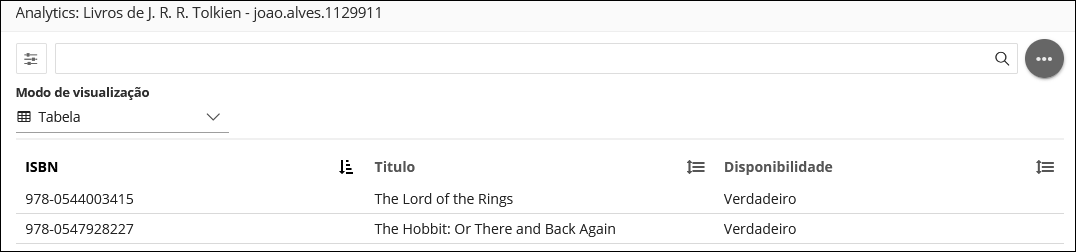 Analytics: Livros de J. R. R. Tolkien - joao.alves.1129911
Modo de visualização
Tabela
ISBN Titulo Disponibilidade
978-0544003415 The Lord of the Rings Verdadeiro
978-0547928227 The Hobbit: Or There and Back Again Verdadeiro